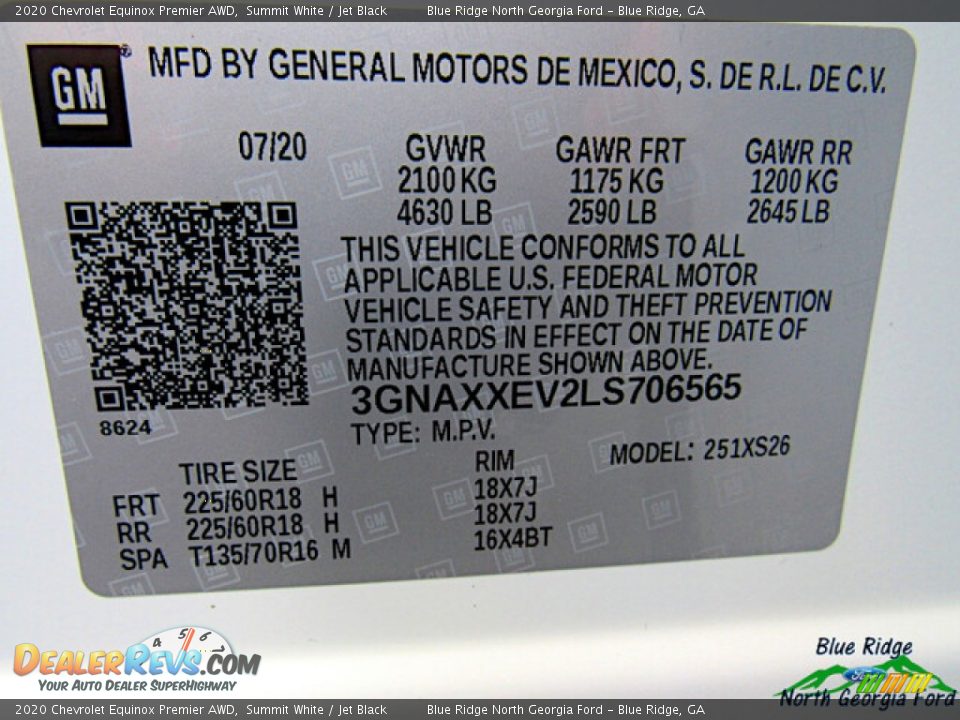 2020 Chevrolet Equinox Premier AWD, Summit White / Jet Black Blue Ridge North Georgia Ford - Blue Ridge, GA
GM ® MFD BY GENERAL MOTORS DE MEXICO, S. DE R.L. DE C.V.
07/20 GVWR GAWR FRT GAWR RR
2100 KG 1175 KG 1200 KG
4630 LB 2590 LB 2645 LB
THIS VEHICLE CONFORMS TO ALL
APPLICABLE U.S. FEDERAL MOTOR
VEHICLE SAFETY AND THEFT PREVENTION
STANDARDS IN EFFECT ON THE DATE OF
MANUFACTURE SHOWN ABOVE.
3GNAXXEV2LS706565
8624
TYPE: M.P.V.
MODEL: 251XS26
TIRE SIZE RIM
FRT 225/60R18 H 18X7J
RR 225/60R18 H 18X7J
SPA T135/70R16 M 16X4BT
4 5 6
DEALERREVS.COM
YOUR AUTO DEALER SUPERHIGHWAY
Blue Ridge
North Georgia Ford
2020 Chevrolet Equinox Premier AWD, Summit White / Jet Black Blue Ridge North Georgia Ford - Blue Ridge, GA